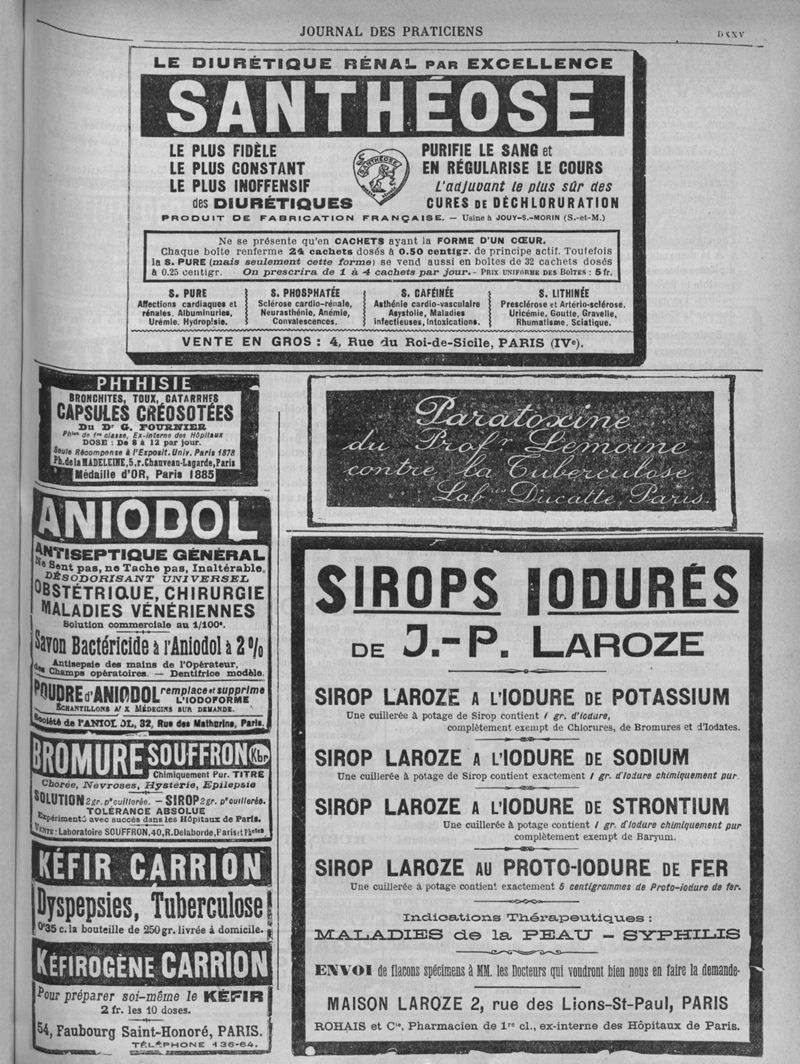 JOURNAL DES PRATICIENS
DXXV
LE DIURÉTIQUE RÉNAL PAR EXCELLENCE
SANTHÉOSE
LE PLUS FIDÈLE
LE PLUS CONSTANT
LE PLUS INOFFENSIF
des DIURÉTIQUES
SANTHÉOSE
PURIFIE LE SANG et
EN RÉGULARISE LE COURS
L'adjuvant le plus sûr des
CURES DE DÉCHLORURATION
PRODUIT DE FABRICATION FRANÇAISE. — Usine à JOUY-S.-MORIN (S.-et-M.)
Ne se présente qu'en CACHETS ayant la FORME D'UN CŒUR.
Chaque boîte renferme 24 cachets dosés à 0.50 centigr. de principe actif. Toutefois
la S. PURE (mais seulement cette forme) se vend aussi en boîtes de 32 cachets dosés
à 0.25 centigr. On prescrira de 1 à 4 cachets par jour. - PRIX UNIFORME DES BOÎTES : 5 fr.
S. PURE
Affections cardiaques et
rénales. Albuminuries,
Urémie. Hydropisie.
S. PHOSPHATÉE
Sclérose cardio-rénale,
Neurasthénie, Anémie,
Convalescences.
S. CAFÉINÉE
Asthénie cardio-vasculaire
Asystolie, Maladies
infectieuses, Intoxications.
S. LITHINÉE
Presclérose et Artério-sclérose.
Uricémie, Goutte, Gravelle,
Rhumatisme, Sciatique.
VENTE EN GROS : 4, Rue du Roi-de-Sicile, PARIS (IVe).
PHTHISIE
BRONCHITES, TOUX, CATARRHES
CAPSULES CRÉOSOTÉES
Du Dr G. FOURNIER
Phien de 1re classe, Ex-interne des Hôpitaux
DOSE : De 8 à 12 par jour.
Seule Récompense à l'Exposit. Univ. Paris 1878
Ph. de la MADELEINE, 5, r. Chauveau-Lagarde, Paris
Médaille d'OR, Paris 1885
Paratoxine
du Profr Lemoine
contre la Tuberculose
Labre Ducatte, Paris.
ANIODOL
ANTISEPTIQUE GÉNÉRAL
Ne Sent pas, ne Tache pas, Inaltérable.
DÉSODORISANT UNIVERSEL
OBSTÉTRIQUE, CHIRURGIE
MALADIES VÉNÉRIENNES
Solution commerciale au 1/100e.
Savon Bactéricide à l'Aniodol à 2 %
Antisepsie des mains de l'Opérateur,
des Champs opératoires. — Dentifrice modèle.
POUDRE d'ANIODOL remplace et supprime
L'IODOFORME
ÉCHANTILLONS AUX MÉDECINS SUR DEMANDE.
Société de l'ANIODOL, 32, Rue des Mathurins, Paris.
BROMURE SOUFFRON Kbr
Chimiquement Pur. TITRÉ
Chorée, Nevroses, Hystérie, Epilepsie
SOLUTION 2gr. pr cuillerée. — SIROP 2gr. pr cuillerée.
TOLÉRANCE ABSOLUE
Expérimenté avec succès dans les Hôpitaux de Paris.
VENTE : Laboratoire SOUFFRON, 40, R. Delaborde, Paris et Phcies
KÉFIR CARRION
Dyspepsies, Tuberculose
0f35 c. la bouteille de 250 gr. livrée à domicile.
KÉFIROGÈNE CARRION
Pour préparer soi-même le KÉFIR
2 fr. les 10 doses.
54, Faubourg Saint-Honoré, PARIS.
TÉLÉPHONE 136-64.
SIROPS IODURÉS
DE J.-P. LAROZE
SIROP LAROZE A L'IODURE DE POTASSIUM
Une cuillerée à potage de Sirop contient 1 gr. d'iodure,
complètement exempt de Chlorures, de Bromures et d'Iodates.
SIROP LAROZE A L'IODURE DE SODIUM
Une cuillerée à potage de Sirop contient exactement 1 gr. d'Iodure chimiquement pur.
SIROP LAROZE A L'IODURE DE STRONTIUM
Une cuillerée à potage contient 1 gr. d'Iodure chimiquement pur
complètement exempt de Baryum.
SIROP LAROZE AU PROTO-IODURE DE FER
Une cuillerée à potage contient exactement 5 centigrammes de Proto-iodure de fer.
Indications Thérapeutiques :
MALADIES de la PEAU — SYPHILIS
ENVOI de flacons spécimens à MM. les Docteurs qui voudront bien nous en faire la demande.
MAISON LAROZE 2, rue des Lions-St-Paul, PARIS
ROHAIS et Cie, Pharmacien de 1re cl., ex-interne des Hôpitaux de Paris.